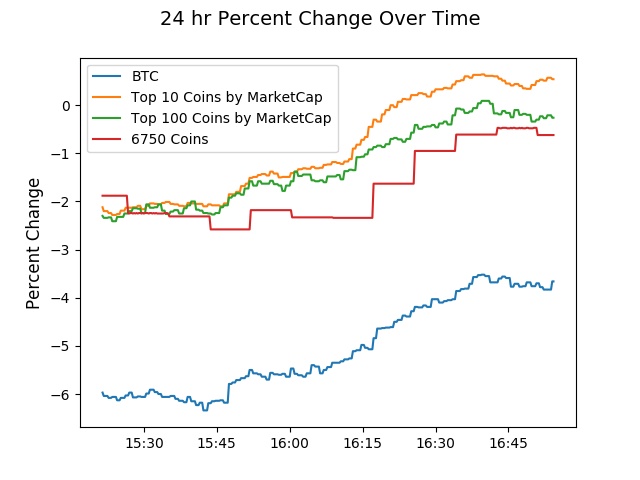 24 hr Percent Change Over Time
BTC
Top 10 Coins by MarketCap
Top 100 Coins by MarketCap
6750 Coins
Percent Change
0
−1
−2
−3
−4
−5
−6
15:30
15:45
16:00
16:15
16:30
16:45